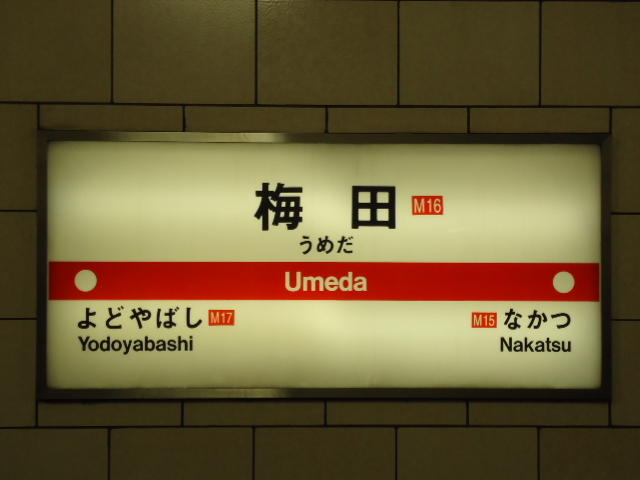 梅田 M16
うめだ
Umeda
よどやばし M17
Yodoyabashi
M15 なかつ
Nakatsu